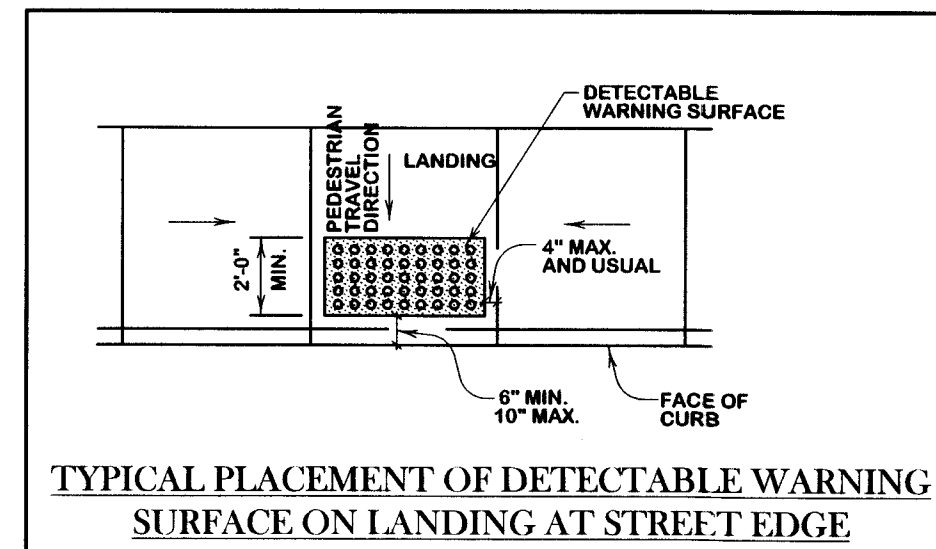 DETECTABLE
WARNING SURFACE
PEDESTRIAN
TRAVEL
DIRECTION
LANDING
2'-0"
MIN.
4" MAX.
AND USUAL
6" MIN.
10" MAX.
FACE OF
CURB
TYPICAL PLACEMENT OF DETECTABLE WARNING
SURFACE ON LANDING AT STREET EDGE